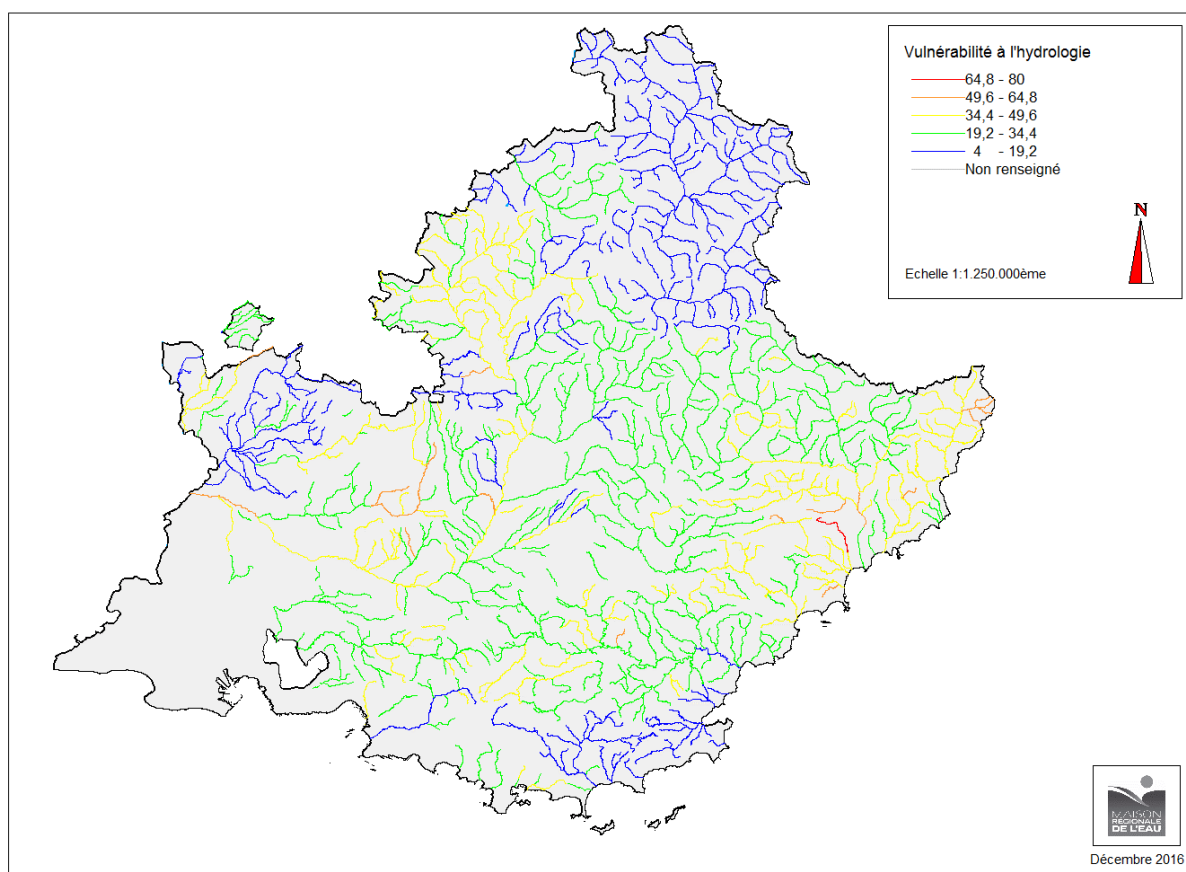 Vulnérabilité à l'hydrologie
64,8 - 80
49,6 - 64,8
34,4 - 49,6
19,2 - 34,4
4 - 19,2
Non renseigné
N
Echelle 1:1.250.000ème
MAISON
RÉGIONALE
DE L'EAU
Décembre 2016